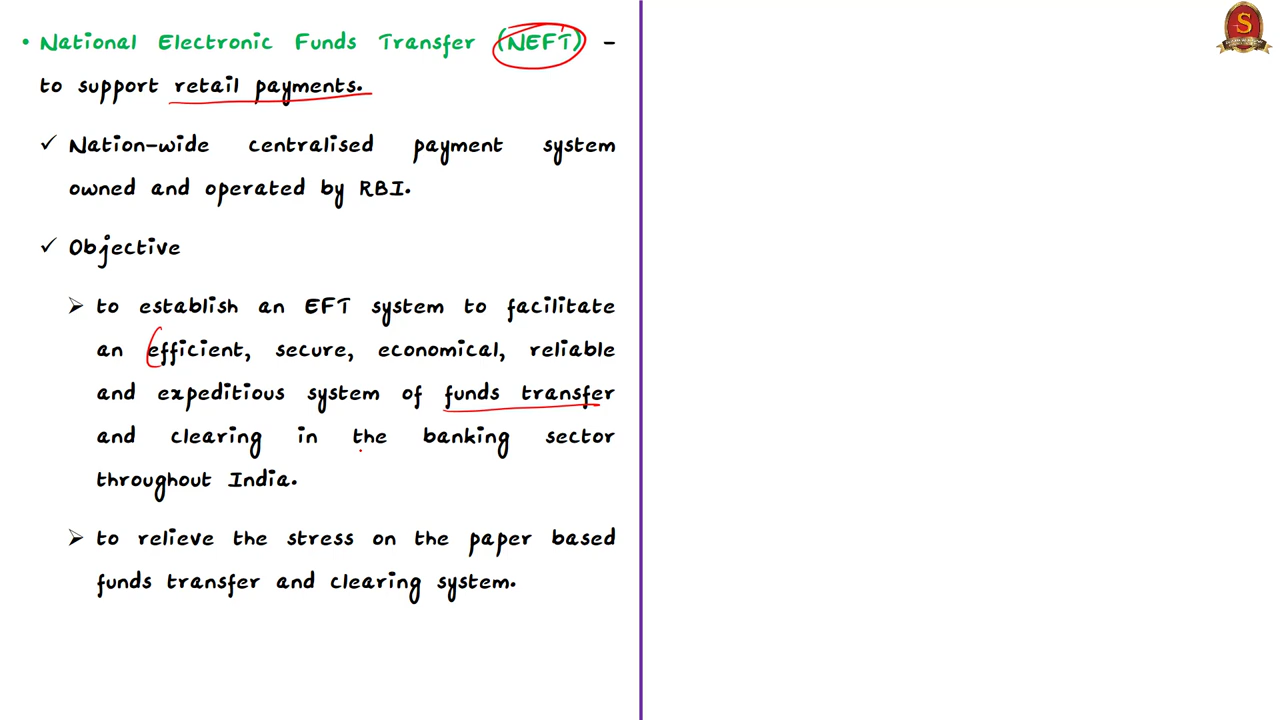 • National Electronic Funds Transfer (NEFT) -
to support retail payments.
✓ Nation-wide centralised payment system
owned and operated by RBI.
✓ Objective
➢ to establish an EFT system to facilitate
an efficient, secure, economical, reliable
and expeditious system of funds transfer
and clearing in the banking sector
throughout India.
➢ to relieve the stress on the paper based
funds transfer and clearing system.
S